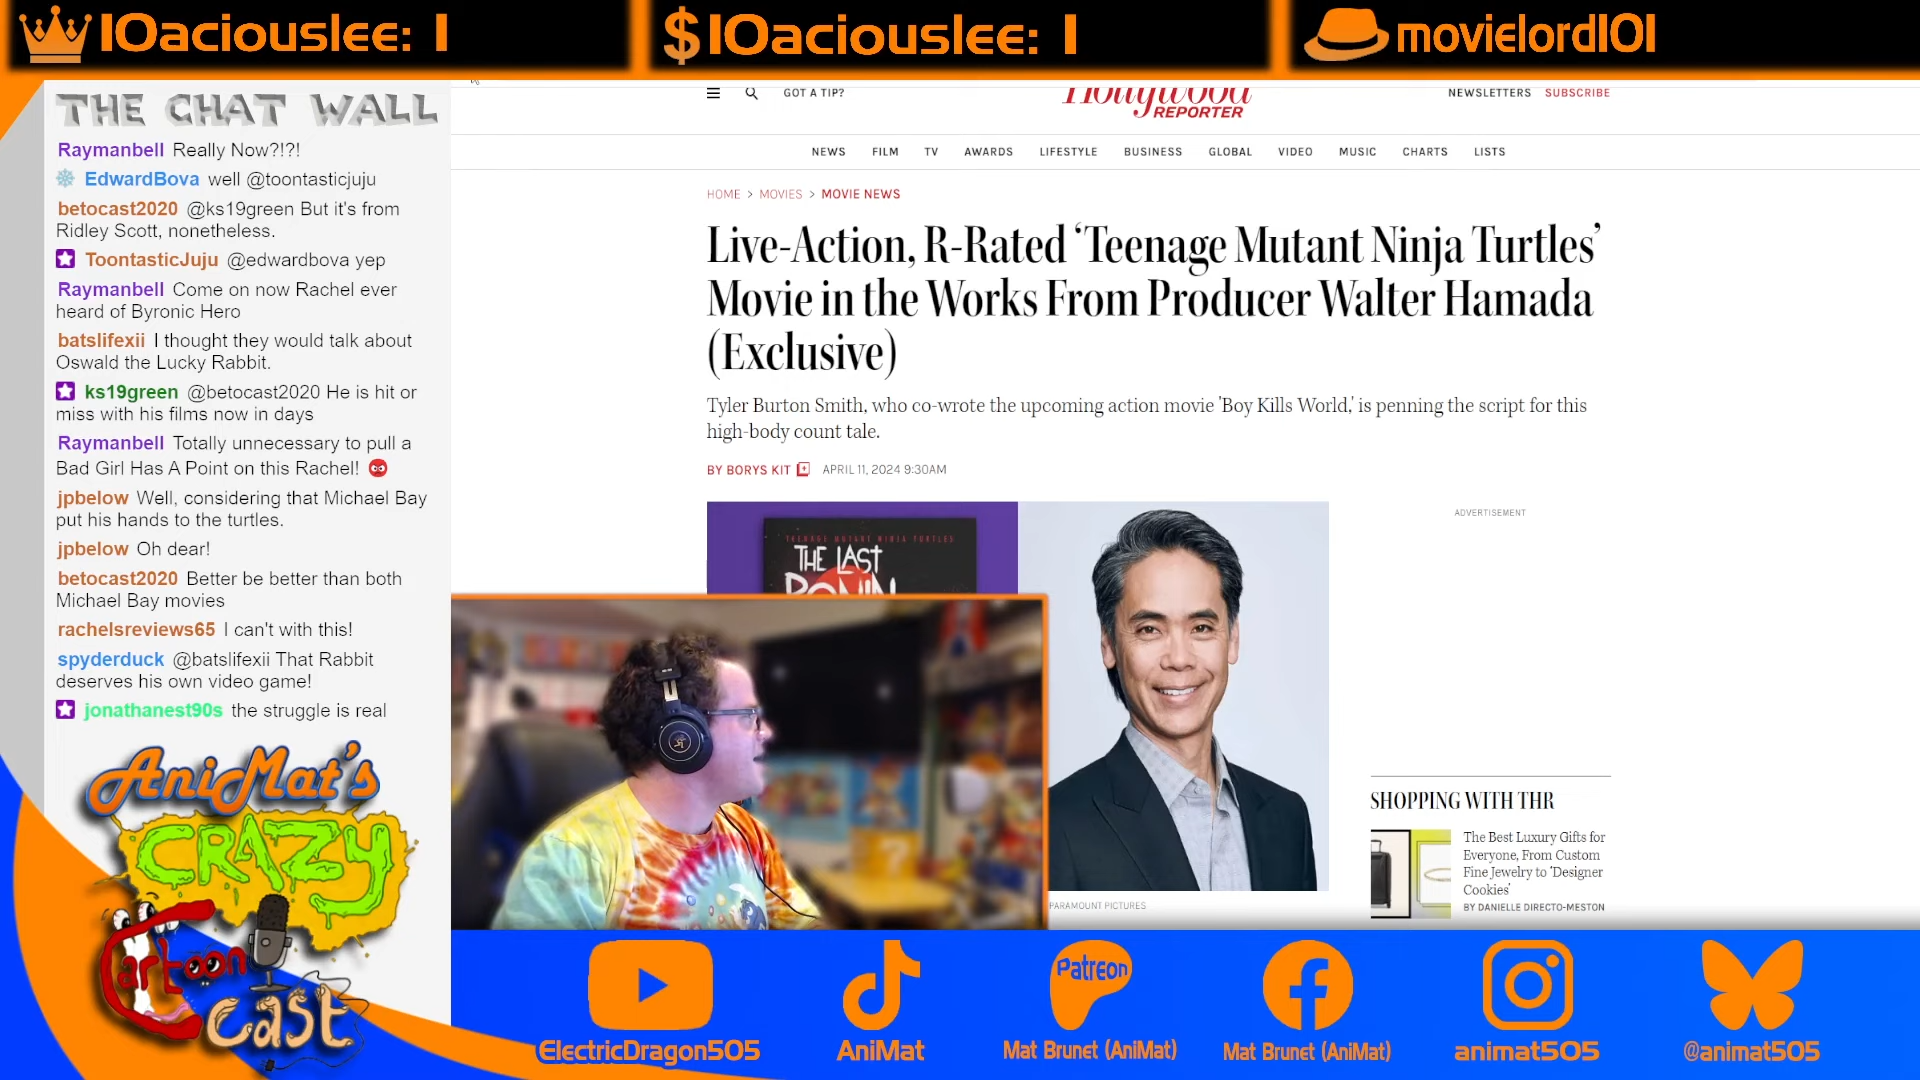 10aciouslee: 1
$10aciouslee: 1
movielord101
THE CHAT WALL
Raymanbell Really Now?!?!
EdwardBova well @toontasticjuju
betocast2020 @ks19green But it's from
Ridley Scott, nonetheless.
ToontasticJuju @edwardbova yep
Raymanbell Come on now Rachel ever
heard of Byronic Hero
batslifexii I thought they would talk about
Oswald the Lucky Rabbit.
ks19green @betocast2020 He is hit or
miss with his films now in days
Raymanbell Totally unnecessary to pull a
Bad Girl Has A Point on this Rachel!
jpbelow Well, considering that Michael Bay
put his hands to the turtles.
jpbelow Oh dear!
betocast2020 Better be better than both
Michael Bay movies
rachelsreviews65 I can't with this!
spyderduck @batslifexii That Rabbit
deserves his own video game!
jonathanest90s the struggle is real
AniMat's
CRAZY
Cartoon
Cast
GOT A TIP?
Hollywood
REPORTER
NEWSLETTERS SUBSCRIBE
NEWS FILM TV AWARDS LIFESTYLE BUSINESS GLOBAL VIDEO MUSIC CHARTS LISTS
HOME > MOVIES > MOVIE NEWS
Live-Action, R-Rated ‘Teenage Mutant Ninja Turtles’
Movie in the Works From Producer Walter Hamada
(Exclusive)
Tyler Burton Smith, who co-wrote the upcoming action movie 'Boy Kills World,' is penning the script for this
high-body count tale.
BY BORYS KIT APRIL 11, 2024 9:30AM
TEENAGE MUTANT NINJA TURTLES
THE LAST
RONIN
PARAMOUNT PICTURES
ADVERTISEMENT
SHOPPING WITH THR
The Best Luxury Gifts for
Everyone, From Custom
Fine Jewelry to 'Designer
Cookies'
BY DANIELLE DIRECTO-MESTON
Patreon
ElectricDragon505
AniMat
Mat Brunet (AniMat)
Mat Brunet (AniMat)
animat505
@animat505